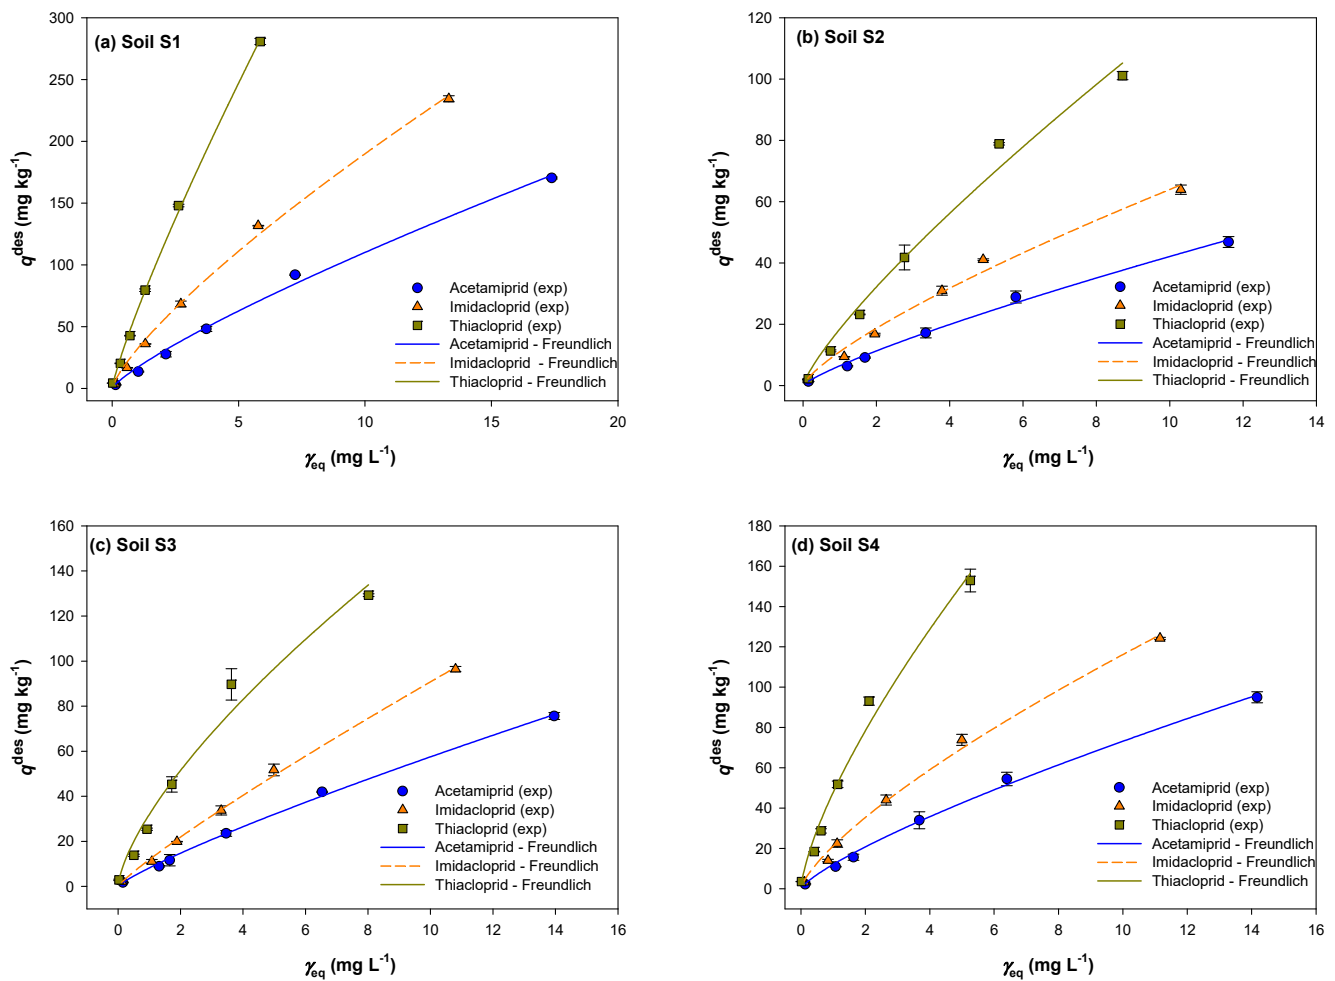 (a) Soil S1
300
250
200
150
100
50
0
q^des (mg kg^-1)
Acetamiprid (exp)
Imidacloprid (exp)
Thiacloprid (exp)
Acetamiprid - Freundlich
Imidacloprid - Freundlich
Thiacloprid - Freundlich
0 5 10 15 20
γ_eq (mg L^-1)
(b) Soil S2
120
100
80
60
40
20
0
q^des (mg kg^-1)
Acetamiprid (exp)
Imidacloprid (exp)
Thiacloprid (exp)
Acetamiprid - Freundlich
Imidacloprid - Freundlich
Thiacloprid - Freundlich
0 2 4 6 8 10 12 14
γ_eq (mg L^-1)
(c) Soil S3
160
140
120
100
80
60
40
20
0
q^des (mg kg^-1)
Acetamiprid (exp)
Imidacloprid (exp)
Thiacloprid (exp)
Acetamiprid - Freundlich
Imidacloprid - Freundlich
Thiacloprid - Freundlich
0 2 4 6 8 10 12 14 16
γ_eq (mg L^-1)
(d) Soil S4
180
160
140
120
100
80
60
40
20
0
q^des (mg kg^-1)
Acetamiprid (exp)
Imidacloprid (exp)
Thiacloprid (exp)
Acetamiprid - Freundlich
Imidacloprid - Freundlich
Thiacloprid - Freundlich
0 2 4 6 8 10 12 14 16
γ_eq (mg L^-1)